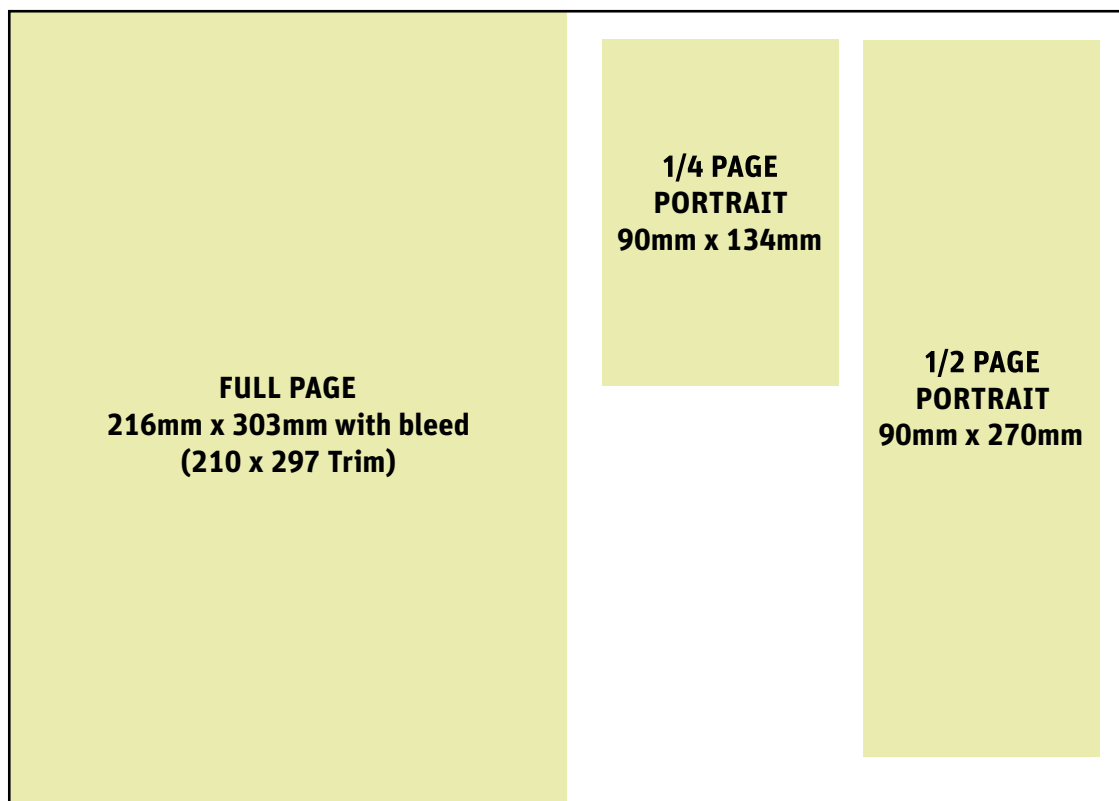 FULL PAGE
216mm x 303mm with bleed
(210 x 297 Trim)
1/4 PAGE
PORTRAIT
90mm x 134mm
1/2 PAGE
PORTRAIT
90mm x 270mm